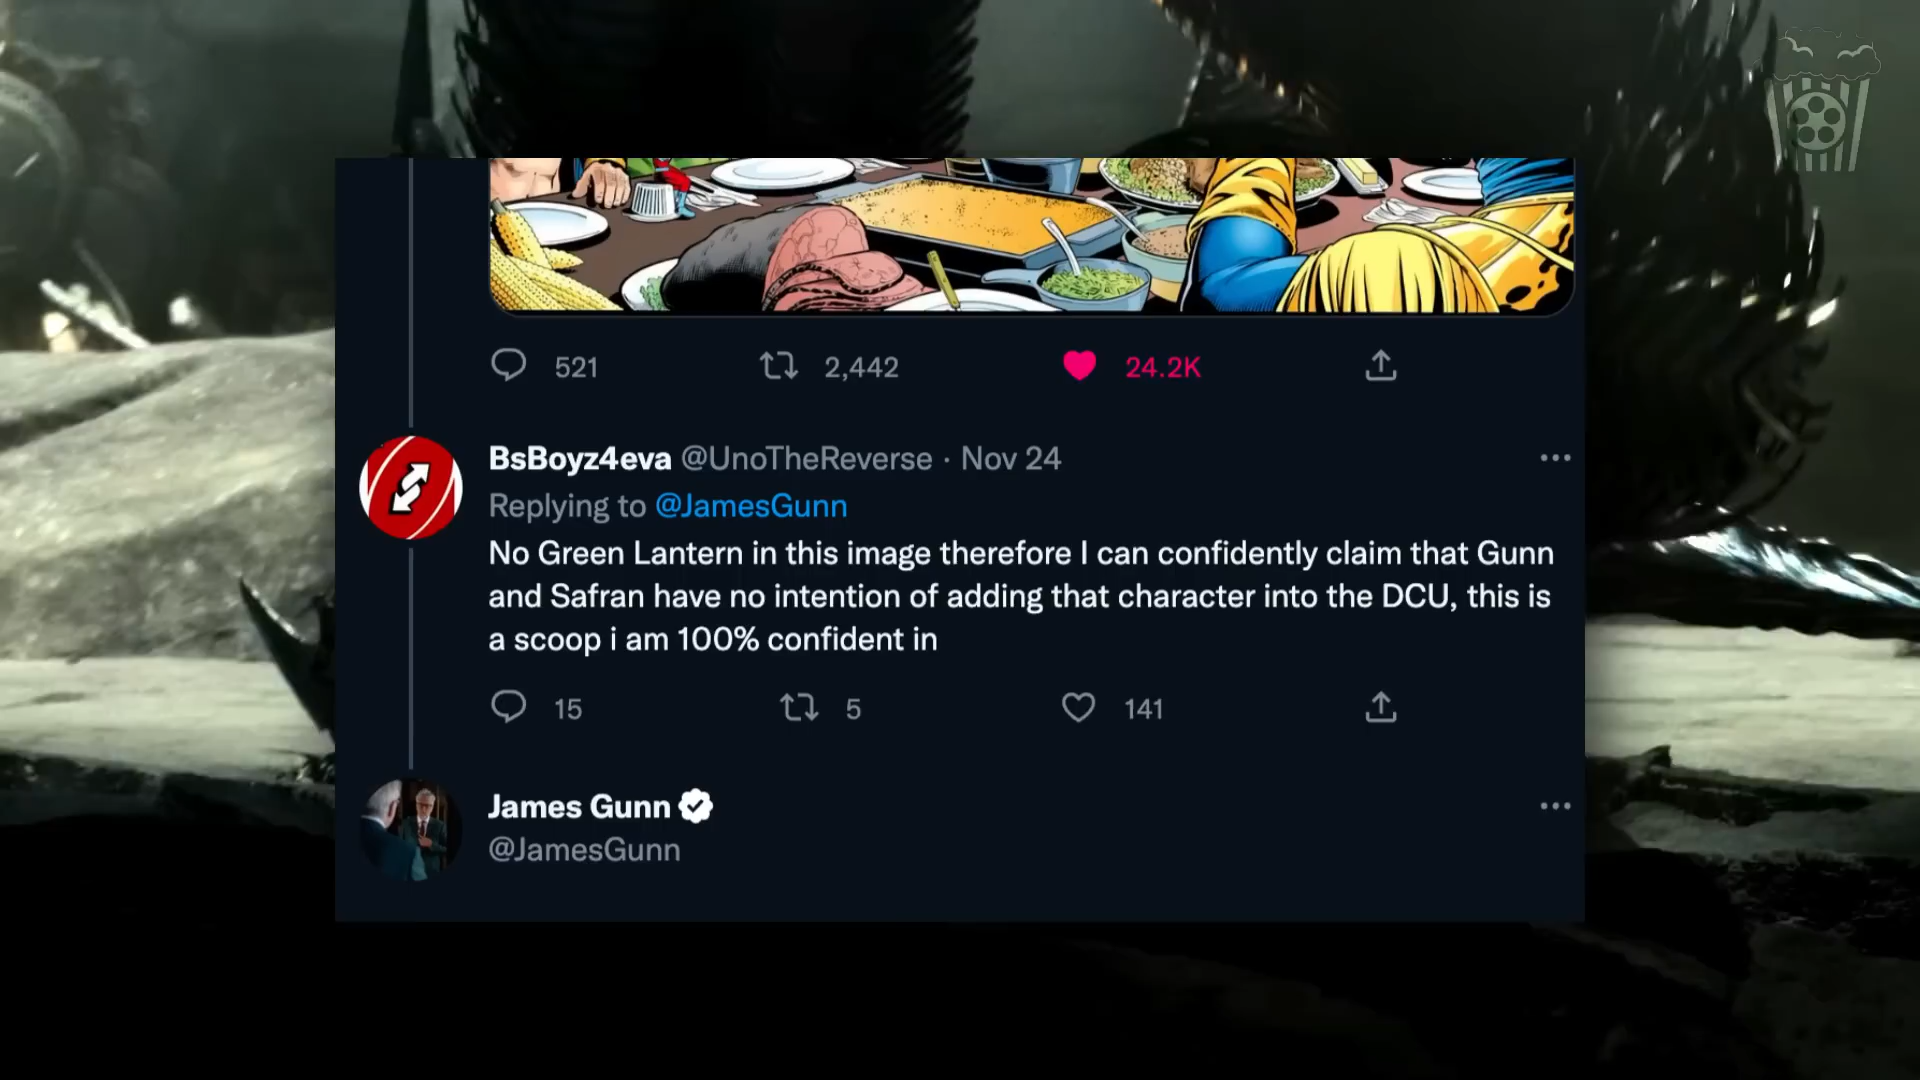 521 2,442 24.2K
BsBoyz4eva @UnoTheReverse · Nov 24
Replying to @JamesGunn
No Green Lantern in this image therefore I can confidently claim that Gunn
and Safran have no intention of adding that character into the DCU, this is
a scoop i am 100% confident in
15 5 141
James Gunn
@JamesGunn